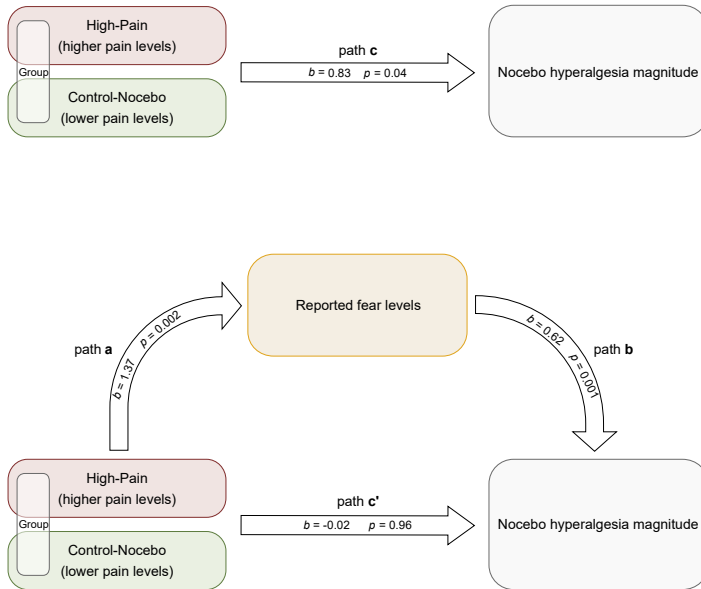 High-Pain
(higher pain levels)
Group
Control-Nocebo
(lower pain levels)
path c
b = 0.83 p = 0.04
Nocebo hyperalgesia magnitude
Reported fear levels
path a
b = 1.37 p = 0.002
b = 0.62 p = 0.001
path b
High-Pain
(higher pain levels)
Group
Control-Nocebo
(lower pain levels)
path c'
b = -0.02 p = 0.96
Nocebo hyperalgesia magnitude